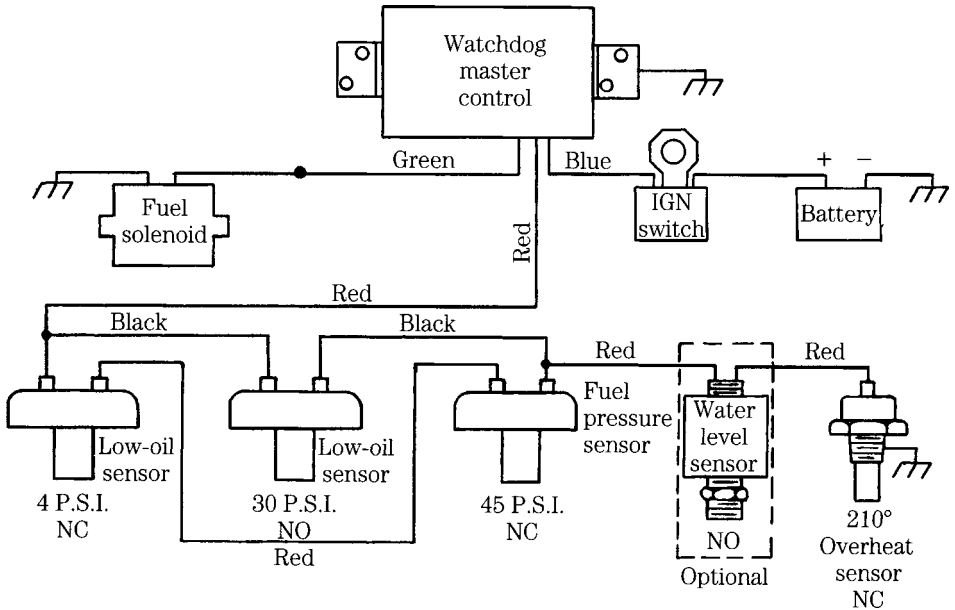 Watchdog
master
control
Green
Blue
+ −
IGN
switch
Battery
Fuel
solenoid
Red
Red
Black
Black
Red
Red
Fuel
pressure
sensor
Water
level
sensor
Low-oil
sensor
Low-oil
sensor
4 P.S.I.
NC
30 P.S.I.
NO
45 P.S.I.
NC
Red
NO
Optional
210°
Overheat
sensor
NC